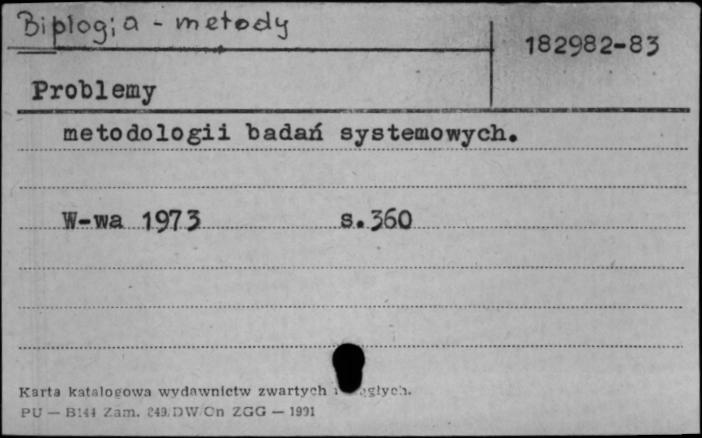 Biologia - metody
182982-83
Problemy
metodologii badań systemowych.
W-wa 1973 s.360
Karta katalogowa wydawnictw zwartych i
PU — B144 Zam. 249/DW/Cn ZGG — 1991